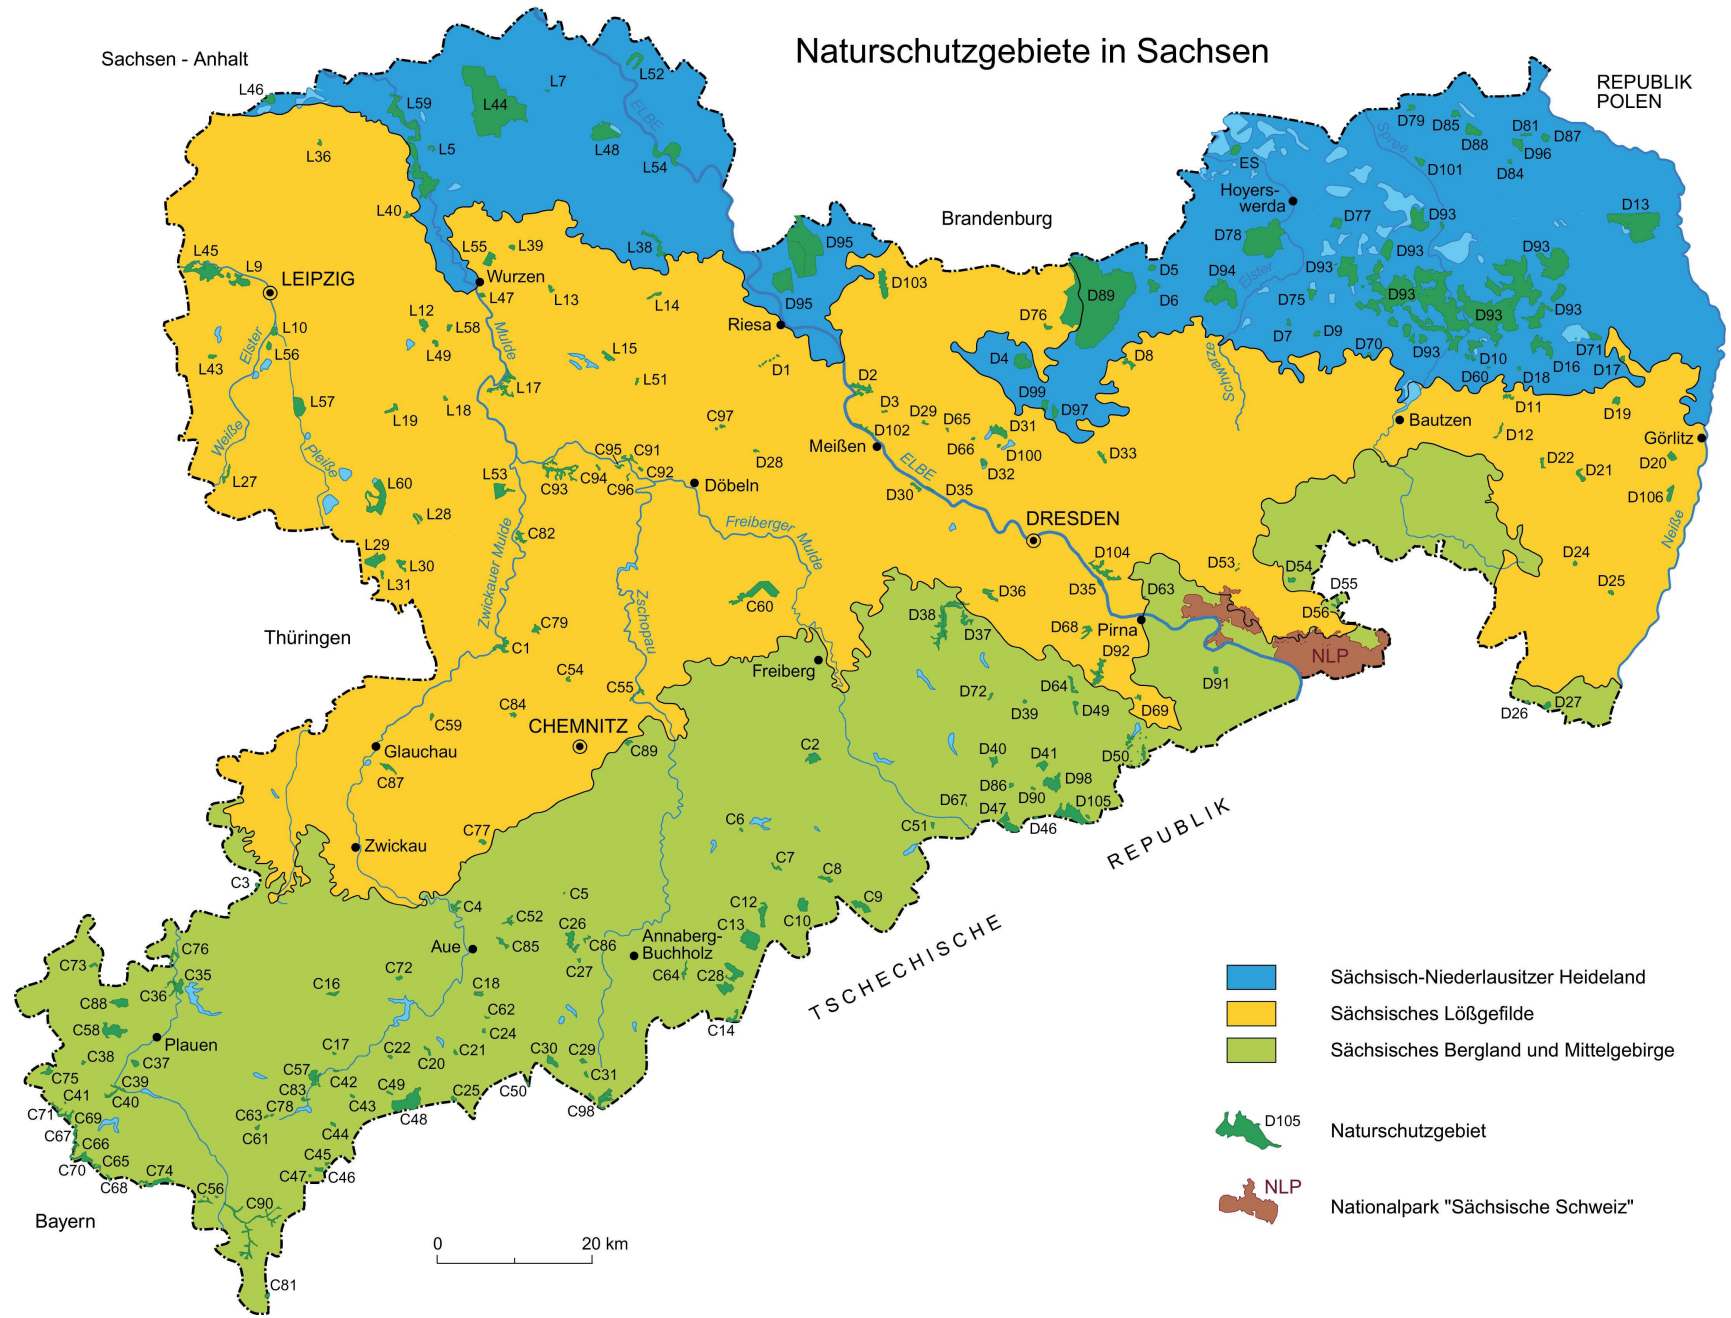 Naturschutzgebiete in Sachsen
Sachsen - Anhalt
REPUBLIK
POLEN
Brandenburg
Thüringen
Bayern
TSCHECHISCHE
REPUBLIK
L46
L59
L44
L7
L52
ELBE
L5
L48
L54
L36
L40
L45
L9
LEIPZIG
L55
L39
L38
Wurzen
L47
L13
L14
L12
L58
L49
Mulde
L10
Elster
L56
L43
L15
L51
L17
L18
L57
L19
Weiße
Pleiße
L27
L60
L53
L28
L29
L30
L31
Riesa
D95
D95
D103
D1
D2
D3
D102
Meißen
D29
D65
D66
D31
D100
D32
D33
D28
D30
D35
ELBE
C97
C95
C91
C93
C94
C96
C92
Döbeln
Freiberger
Mulde
C82
Zwickauer Mulde
Zschopau
C60
C79
C1
C54
C55
C84
C59
CHEMNITZ
C89
Glauchau
C87
Zwickau
C77
Freiberg
DRESDEN
D104
D35
D36
D37
D38
D68
Pirna
D63
D53
D54
D55
D56
NLP
D91
D92
D69
D64
D49
D72
D39
D40
D41
D50
D98
D86
D90
D105
D67
D47
D46
C51
C2
C6
C7
C8
C9
C10
C12
C13
C5
C52
C26
C85
C86
C27
C4
Aue
Annaberg-
Buchholz
C64
C28
C14
C3
C76
C73
C35
C36
C88
C58
Plauen
C38
C37
C75
C39
C41
C40
C71
C69
C67
C66
C65
C70
C68
C74
C56
C90
C81
C16
C72
C18
C62
C24
C17
C22
C20
C21
C57
C83
C42
C49
C78
C63
C43
C48
C25
C50
C30
C29
C31
C98
C61
C44
C45
C47
C46
D79
D85
D88
D81
D87
D96
D84
D101
Spree
ES
Hoyers-
werda
D77
D93
D13
D78
D93
D93
D93
D94
Elster
D75
D93
D93
D93
D5
D6
D89
D76
D7
D9
D70
D93
D10
D60
D18
D16
D71
D17
D4
D99
D97
D8
Schwarze
Bautzen
D11
D12
D19
Görlitz
D22
D21
D20
D106
Neiße
D24
D25
D26
D27
Sächsisch-Niederlausitzer Heideland
Sächsisches Lößgefilde
Sächsisches Bergland und Mittelgebirge
D105
Naturschutzgebiet
NLP
Nationalpark "Sächsische Schweiz"
0
20 km